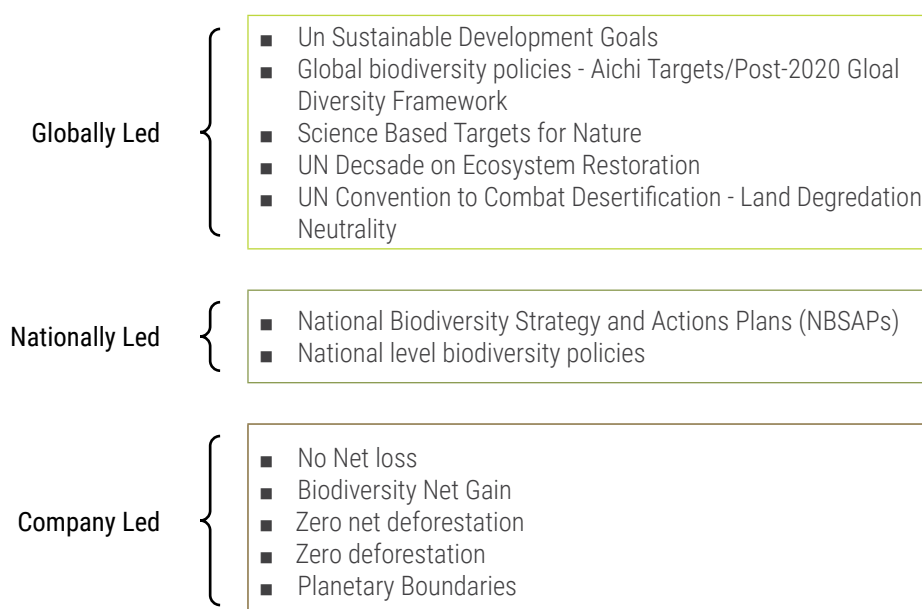 Globally Led
■ Un Sustainable Development Goals
■ Global biodiversity policies - Aichi Targets/Post-2020 Gloal
Diversity Framework
■ Science Based Targets for Nature
■ UN Decsade on Ecosystem Restoration
■ UN Convention to Combat Desertification - Land Degredation
Neutrality
Nationally Led
■ National Biodiversity Strategy and Actions Plans (NBSAPs)
■ National level biodiversity policies
Company Led
■ No Net loss
■ Biodiversity Net Gain
■ Zero net deforestation
■ Zero deforestation
■ Planetary Boundaries